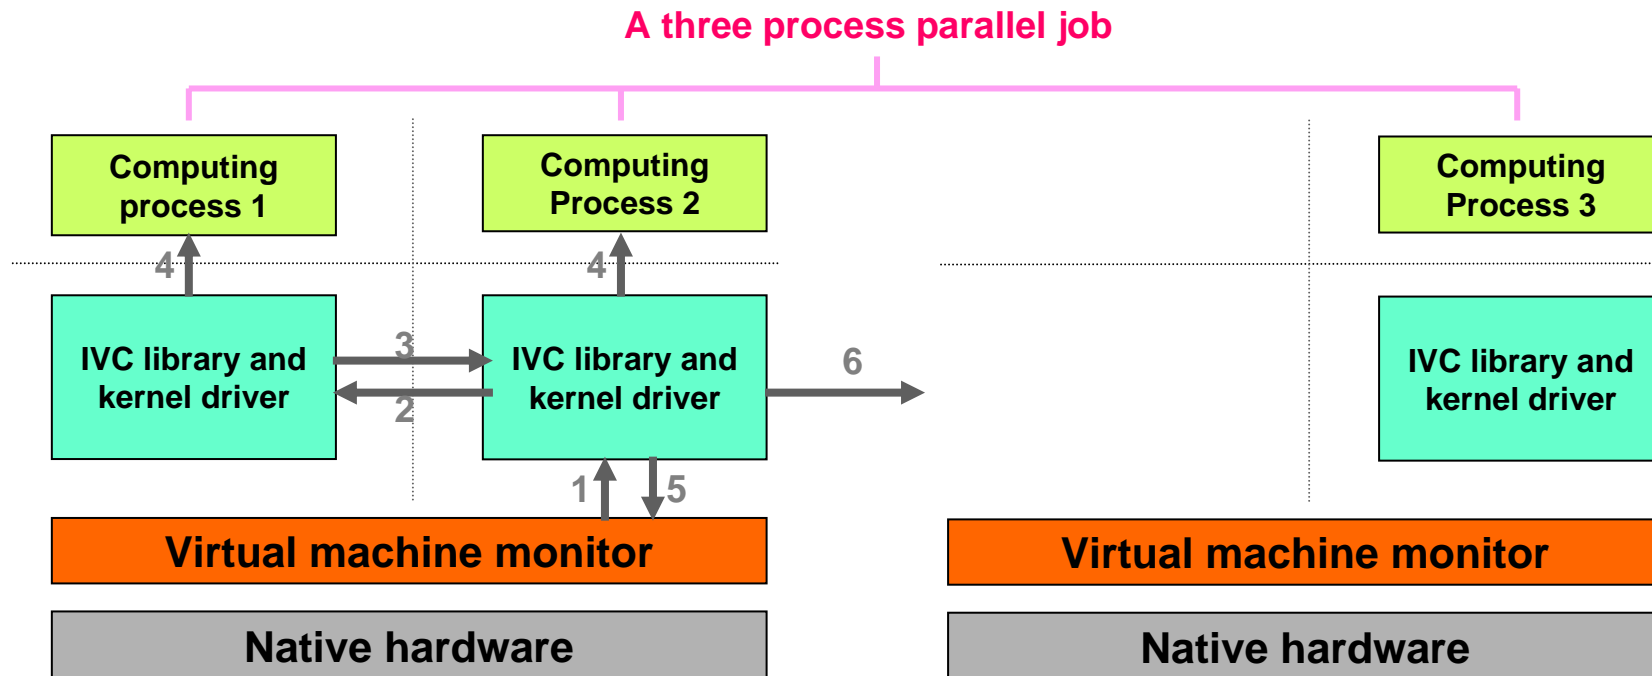 A three process parallel job
Computing
process 1
Computing
Process 2
Computing
Process 3
4
4
IVC library and
kernel driver
3
2
IVC library and
kernel driver
6
IVC library and
kernel driver
1
5
Virtual machine monitor
Virtual machine monitor
Native hardware
Native hardware